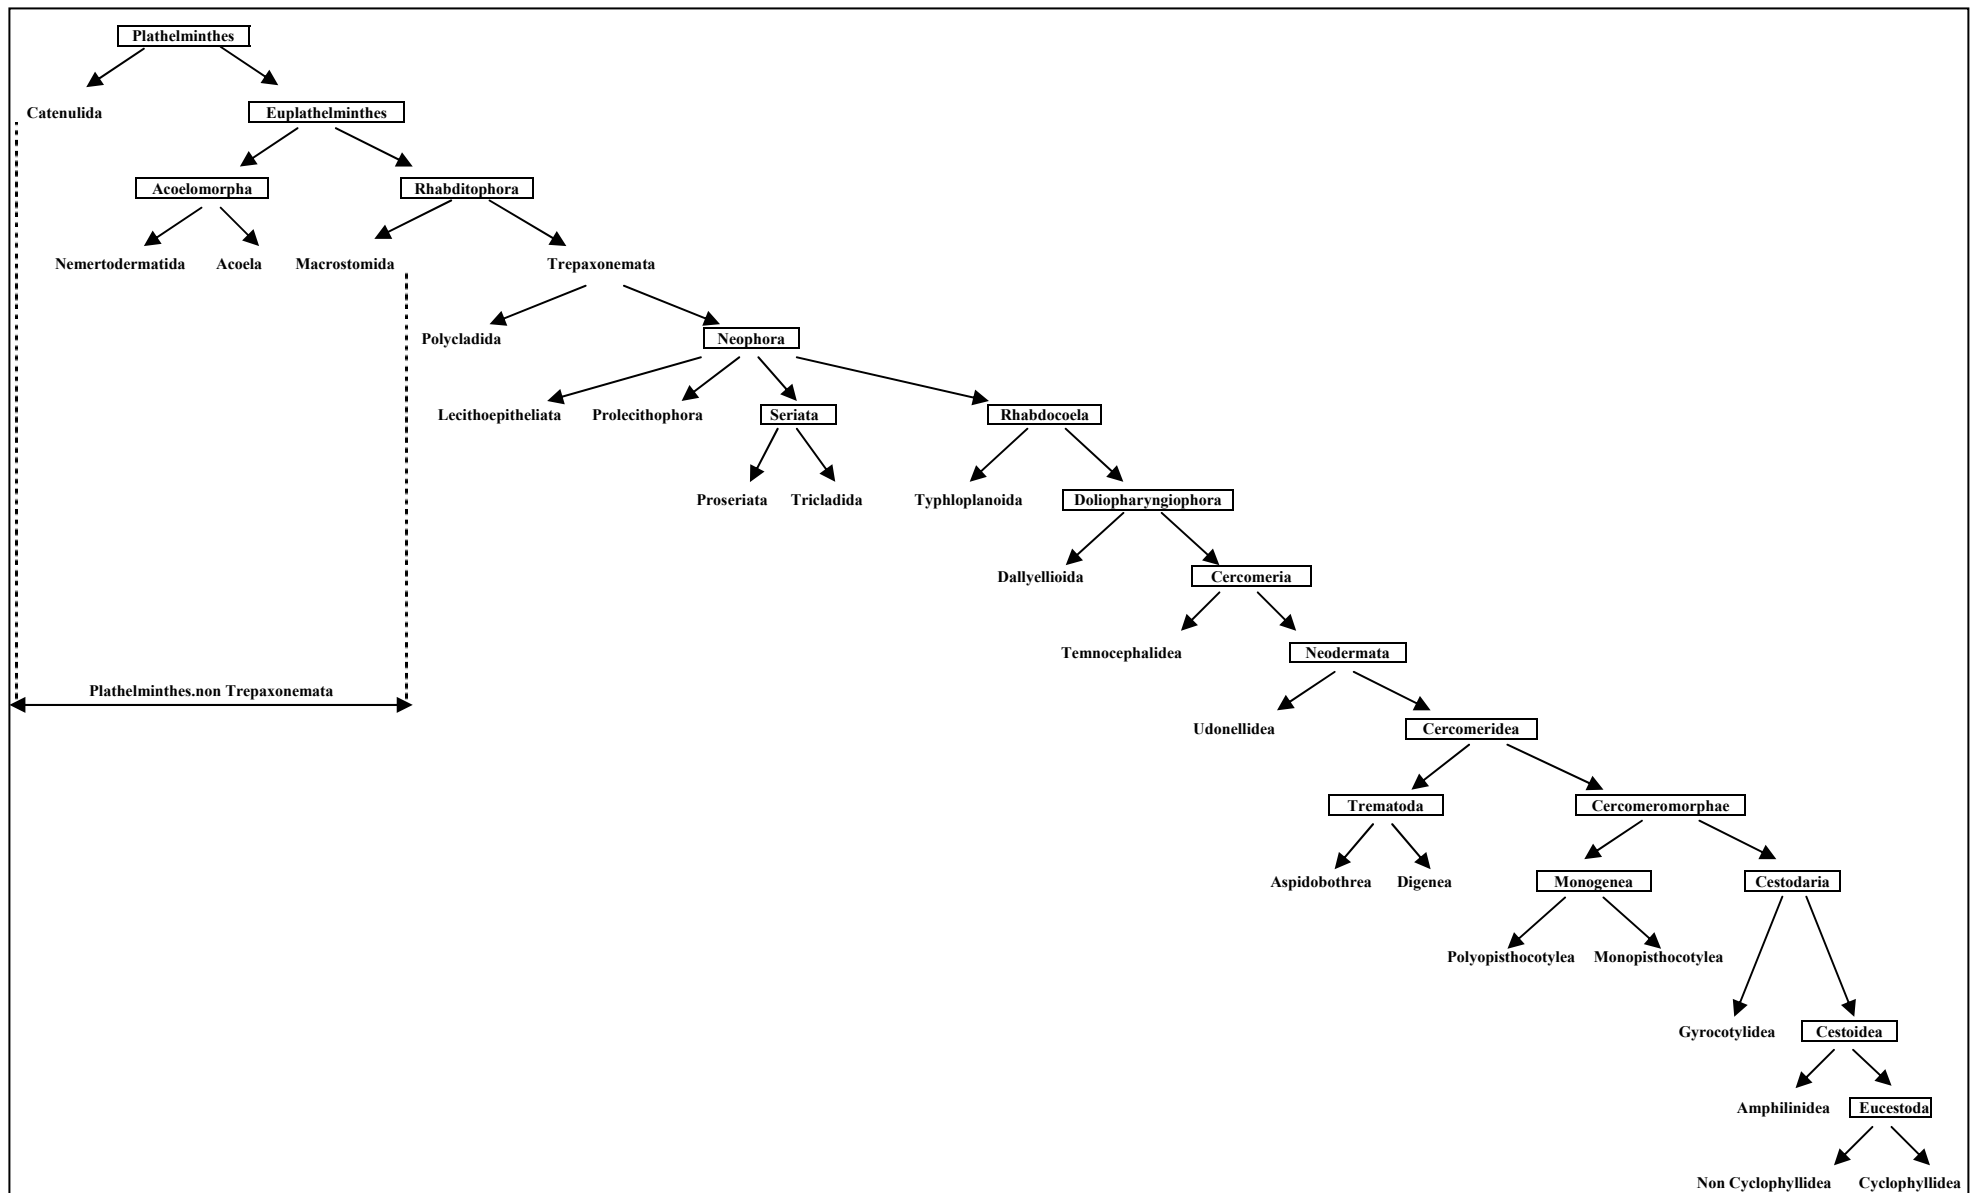 Plathelminthes
Catenulida
Euplathelminthes
Acoelomorpha
Rhabditophora
Nemertodermatida
Acoela
Macrostomida
Trepaxonemata
Polycladida
Neophora
Lecithoepitheliata
Prolecithophora
Seriata
Rhabdocoela
Proseriata
Tricladida
Typhloplanoida
Doliopharyngiophora
Dallyellioida
Cercomeria
Temnocephalidea
Neodermata
Plathelminthes.non Trepaxonemata
Udonellidea
Cercomeridea
Trematoda
Cercomeromorphae
Aspidobothrea
Digenea
Monogenea
Cestodaria
Polyopisthocotylea
Monopisthocotylea
Gyrocotylidea
Cestoidea
Amphilinidea
Eucestoda
Non Cyclophyllidea
Cyclophyllidea